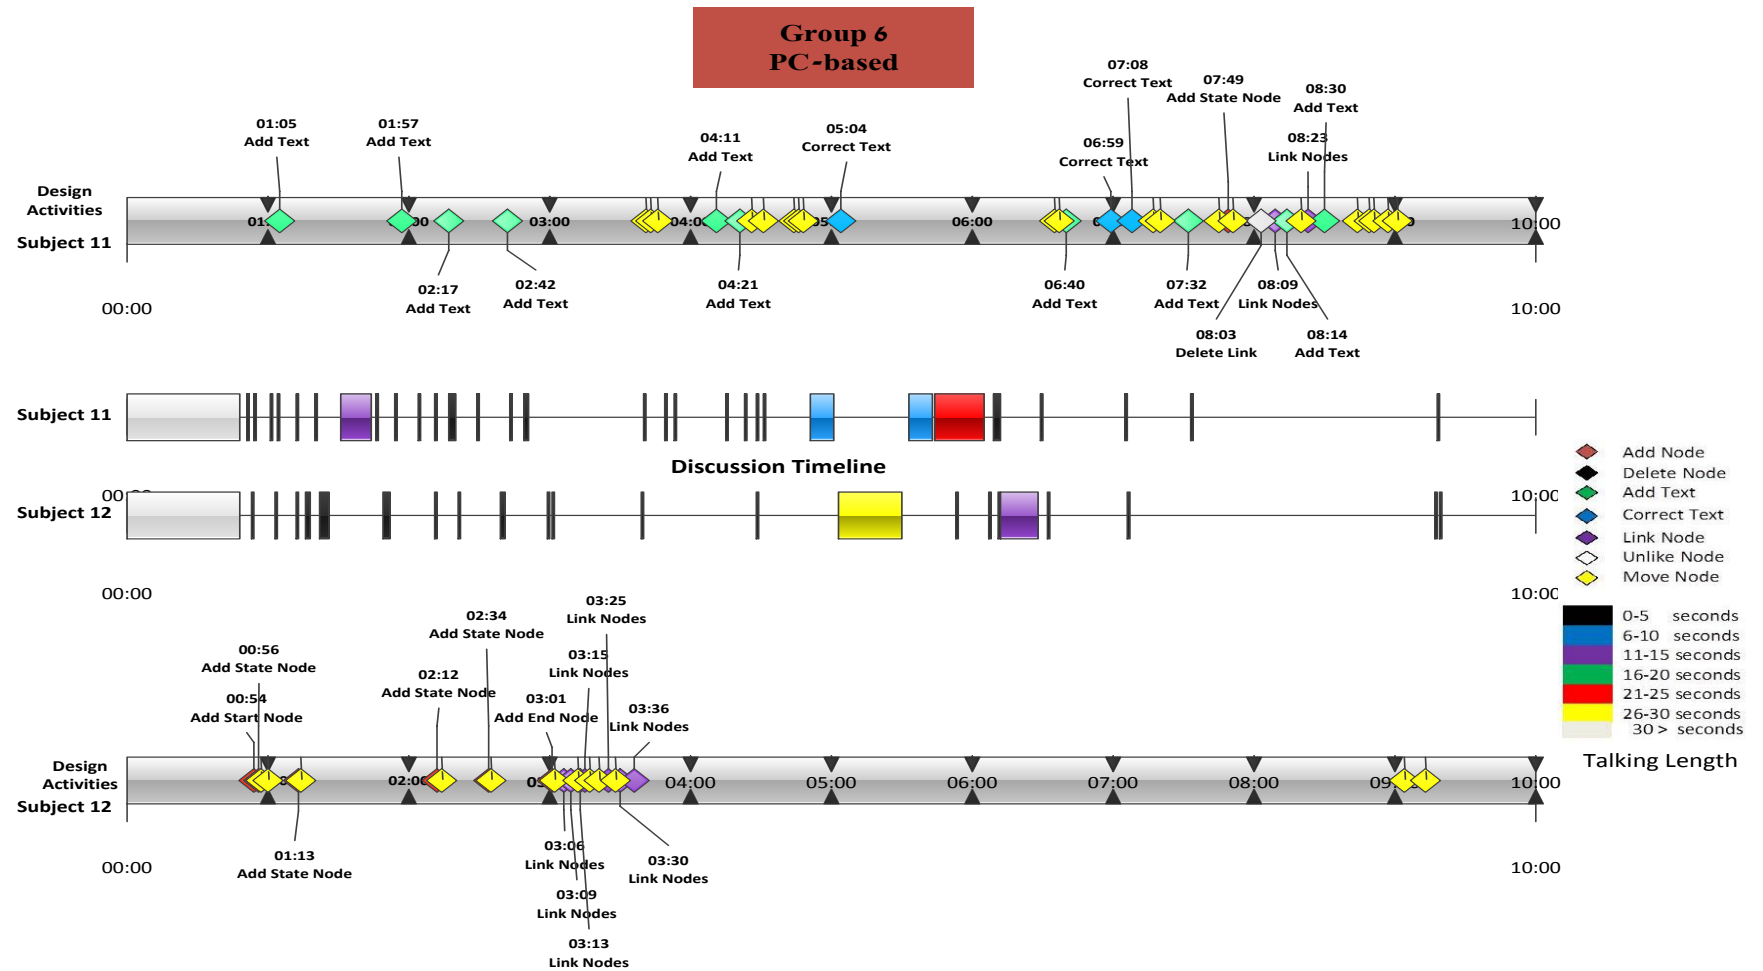 Group 6
PC-based
07:08
Correct Text
07:49
Add State Node
08:30
Add Text
01:05
Add Text
01:57
Add Text
04:11
Add Text
05:04
Correct Text
06:59
Correct Text
08:23
Link Nodes
Design
Activities
Subject 11
03:00
06:00
10:00
02:17
Add Text
02:42
Add Text
04:21
Add Text
06:40
Add Text
07:32
Add Text
08:09
Link Nodes
00:00
10:00
08:03
Delete Link
08:14
Add Text
Subject 11
Discussion Timeline
10:00
Subject 12
00:00
10:00
Add Node
Delete Node
Add Text
Correct Text
Link Node
Unlike Node
Move Node
0-5 seconds
6-10 seconds
11-15 seconds
16-20 seconds
21-25 seconds
26-30 seconds
30 > seconds
Talking Length
03:25
Link Nodes
02:34
Add State Node
00:56
Add State Node
03:15
Link Nodes
02:12
Add State Node
00:54
Add Start Node
03:01
Add End Node
03:36
Link Nodes
Design
Activities
Subject 12
02:00
04:00
05:00
06:00
07:00
08:00
10:00
03:06
Link Nodes
01:13
Add State Node
03:30
Link Nodes
00:00
10:00
03:09
Link Nodes
03:13
Link Nodes